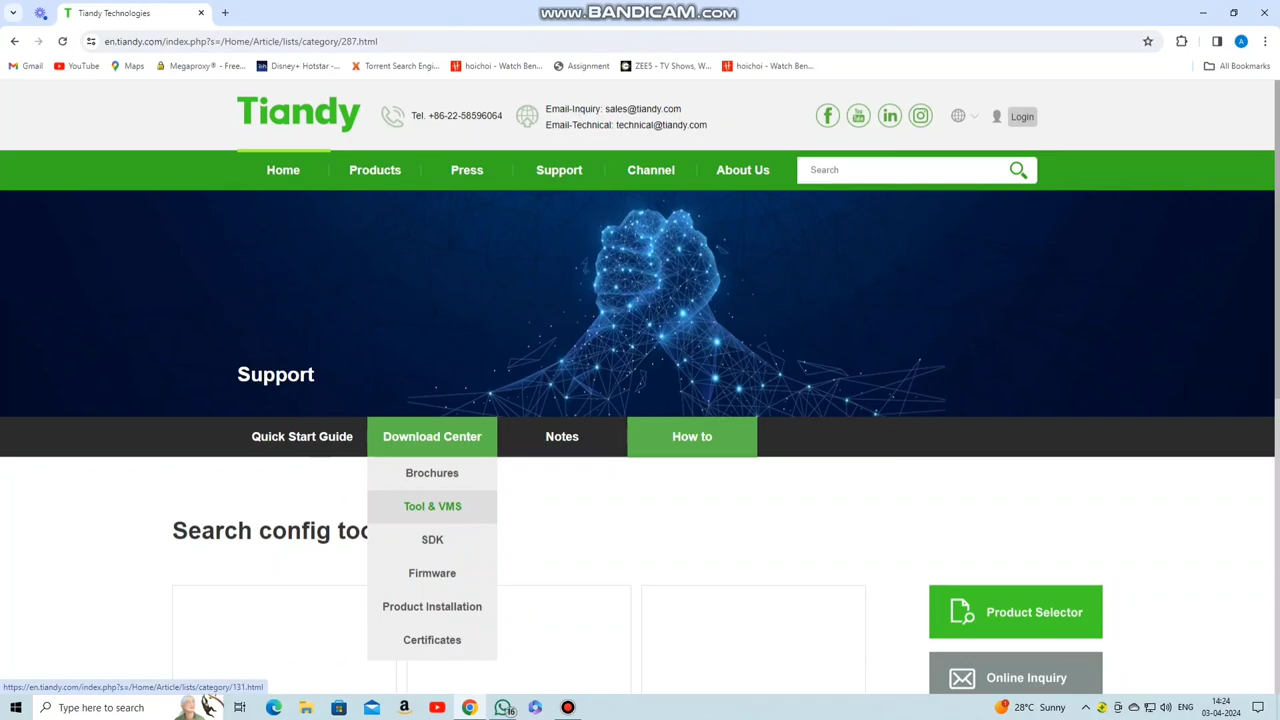 www.BANDICAM.com
Tiandy Technologies
en.tiandy.com/index.php?s=/Home/Article/lists/category/287.html
Gmail YouTube Maps Megaproxy® - Free... Disney+ Hotstar -... Torrent Search Engi... hoichoi - Watch Ben... Assignment ZEE5 - TV Shows, W... hoichoi - Watch Ben... All Bookmarks
Tiandy
Tel. +86-22-58596064
Email-Inquiry: sales@tiandy.com
Email-Technical: technical@tiandy.com
Login
Home Products Press Support Channel About Us Search
Support
Quick Start Guide Download Center Notes How to
Brochures
Tool & VMS
Search config too
SDK
Firmware
Product Installation
Product Selector
Certificates
Online Inquiry
https://en.tiandy.com/index.php?s=/Home/Article/lists/category/131.html
Type here to search
28°C Sunny
ENG
14:24
03-04-2024